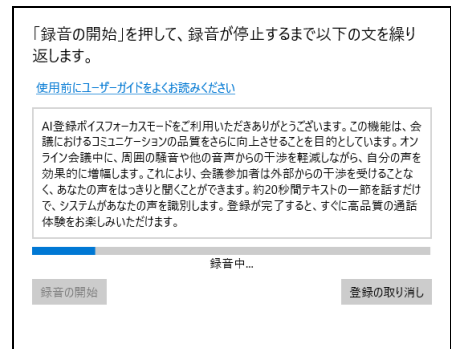 「録音の開始」を押して、録音が停止するまで以下の文を繰り
返します。
使用前にユーザーガイドをよくお読みください
AI登録ボイスフォーカスモードをご利用いただきありがとうございます。この機能は、会
議におけるコミュニケーションの品質をさらに向上させることを目的としています。オン
ライン会議中に、周囲の騒音や他の音声からの干渉を軽減しながら、自分の声を
効果的に増幅します。これにより、会議参加者は外部からの干渉を受けることな
く、あなたの声をはっきりと聞くことができます。約20秒間テキストの一節を話すだけ
で、システムがあなたの声を識別します。登録が完了すると、すぐに高品質の通話
体験をお楽しみいただけます。
録音中...
録音の開始
登録の取り消し